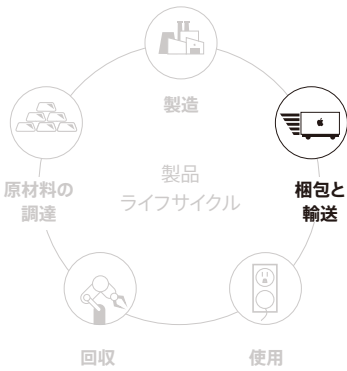 製造
原材料の
調達
製品
ライフサイクル
梱包と
輸送
回収
使用